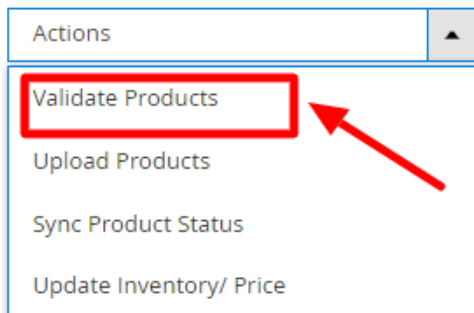 Actions
Validate Products
Upload Products
Sync Product Status
Update Inventory/ Price